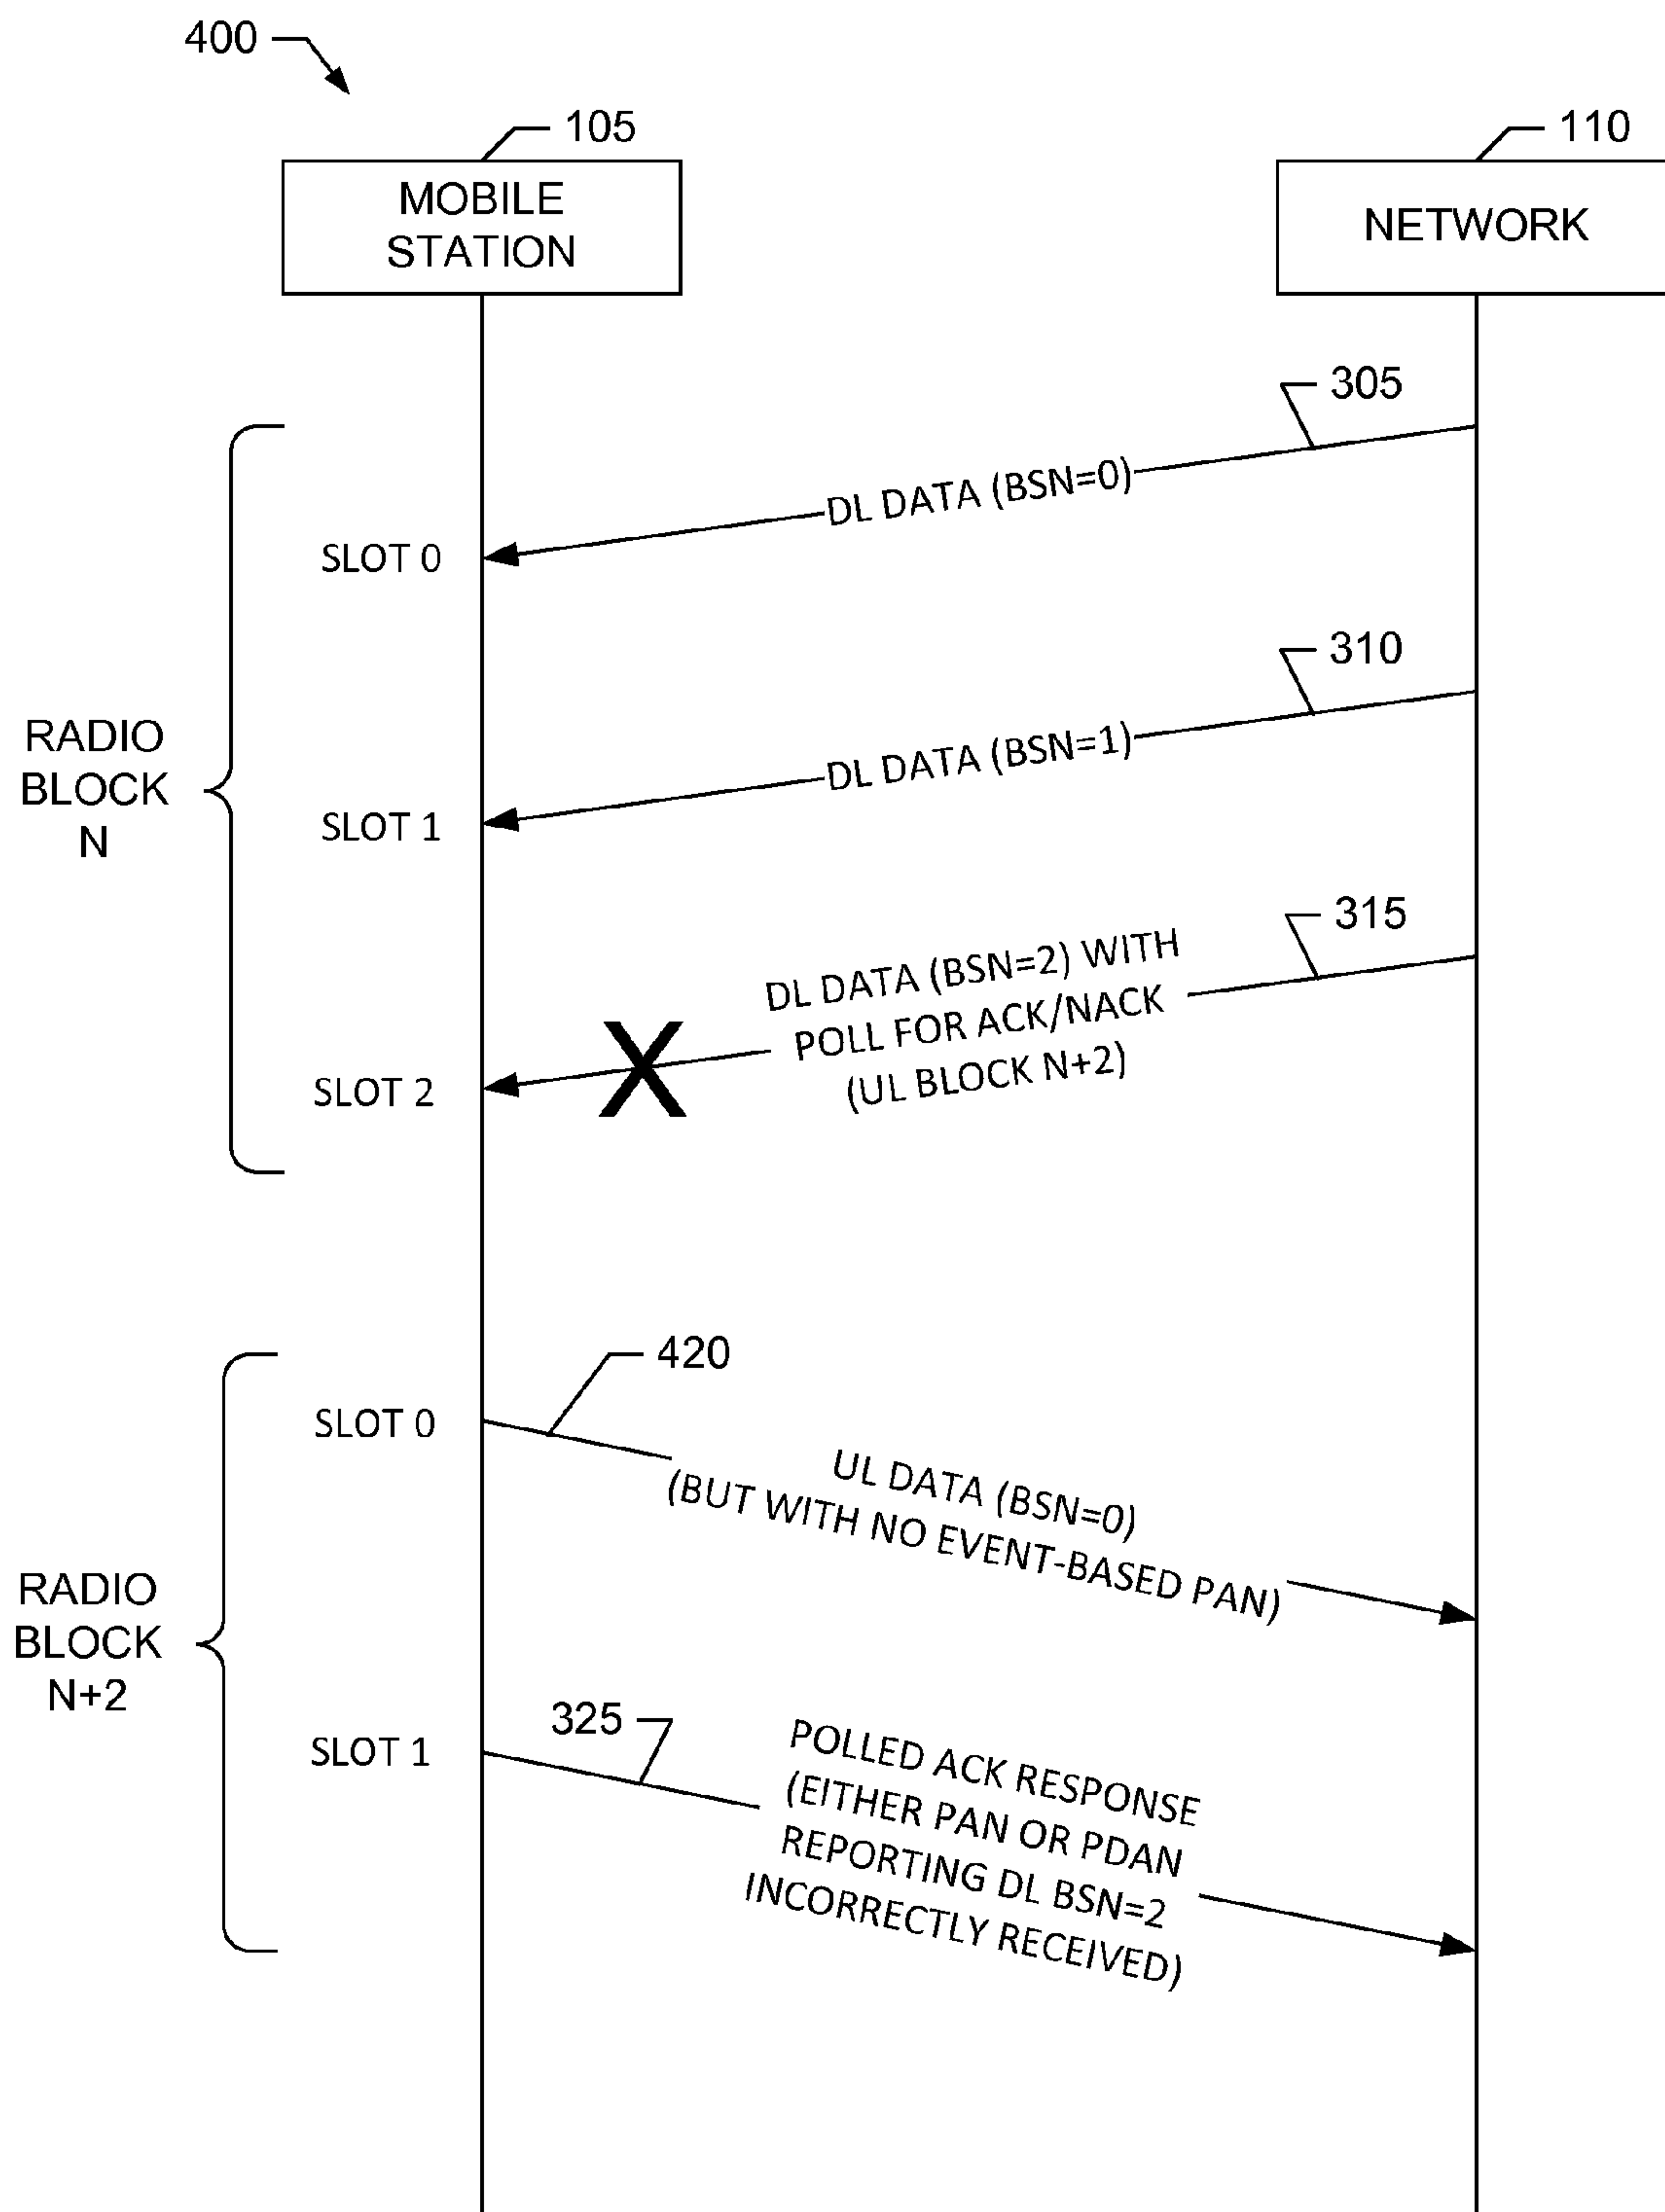 400
105
110
MOBILE
STATION
NETWORK
305
DL DATA (BSN=0)
SLOT 0
310
RADIO
BLOCK
N
DL DATA (BSN=1)
SLOT 1
315
DL DATA (BSN=2) WITH
POLL FOR ACK/NACK
(UL BLOCK N+2)
X
SLOT 2
420
SLOT 0
UL DATA (BSN=0)
(BUT WITH NO EVENT-BASED PAN)
RADIO
BLOCK
N+2
325
SLOT 1
POLLED ACK RESPONSE
(EITHER PAN OR PDAN
REPORTING DL BSN=2
INCORRECTLY RECEIVED)